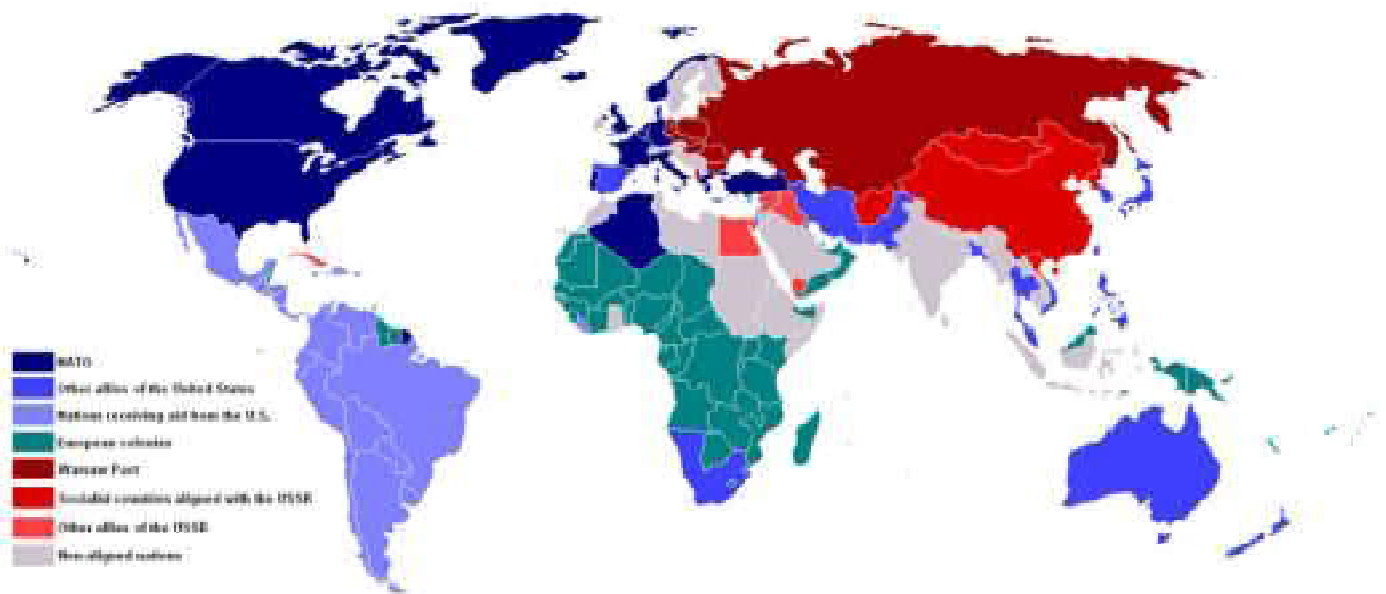 NATO
Other allies of the United States
Nations receiving aid from the U.S.
European colonies
Warsaw Pact
Socialist countries aligned with the USSR
Other allies of the USSR
Non-aligned nations